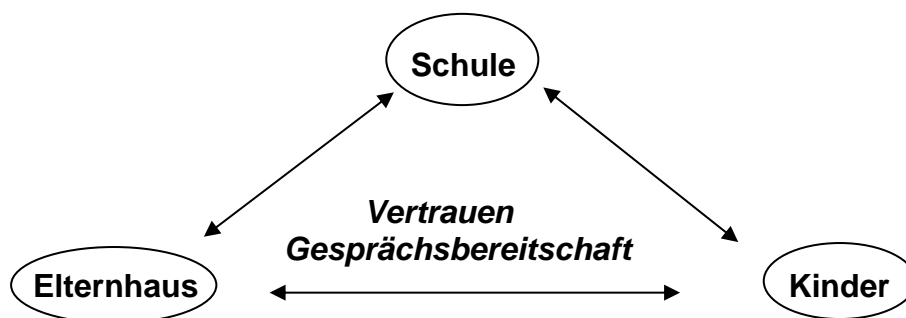 Schule
Vertrauen
Gesprächsbereitschaft
Elternhaus
Kinder